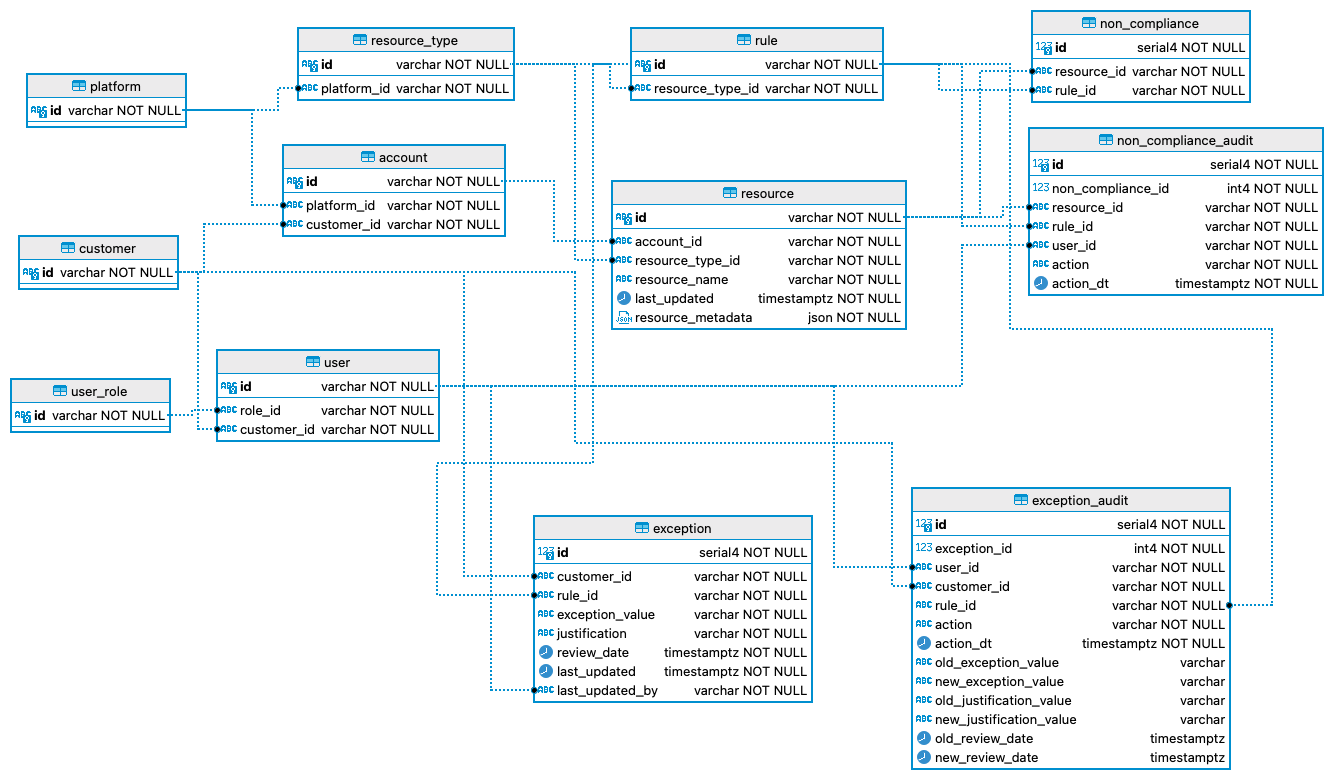 platform
id varchar NOT NULL
resource_type
id varchar NOT NULL
platform_id varchar NOT NULL
rule
id varchar NOT NULL
resource_type_id varchar NOT NULL
non_compliance
id serial4 NOT NULL
resource_id varchar NOT NULL
rule_id varchar NOT NULL
account
id varchar NOT NULL
platform_id varchar NOT NULL
customer_id varchar NOT NULL
non_compliance_audit
id serial4 NOT NULL
non_compliance_id int4 NOT NULL
resource_id varchar NOT NULL
rule_id varchar NOT NULL
user_id varchar NOT NULL
action varchar NOT NULL
action_dt timestamptz NOT NULL
resource
id varchar NOT NULL
account_id varchar NOT NULL
resource_type_id varchar NOT NULL
resource_name varchar NOT NULL
last_updated timestamptz NOT NULL
resource_metadata json NOT NULL
customer
id varchar NOT NULL
user
id varchar NOT NULL
role_id varchar NOT NULL
customer_id varchar NOT NULL
user_role
id varchar NOT NULL
exception
id serial4 NOT NULL
customer_id varchar NOT NULL
rule_id varchar NOT NULL
exception_value varchar NOT NULL
justification varchar NOT NULL
review_date timestamptz NOT NULL
last_updated timestamptz NOT NULL
last_updated_by varchar NOT NULL
exception_audit
id serial4 NOT NULL
exception_id int4 NOT NULL
user_id varchar NOT NULL
customer_id varchar NOT NULL
rule_id varchar NOT NULL
action varchar NOT NULL
action_dt timestamptz NOT NULL
old_exception_value varchar
new_exception_value varchar
old_justification_value varchar
new_justification_value varchar
old_review_date timestamptz
new_review_date timestamptz